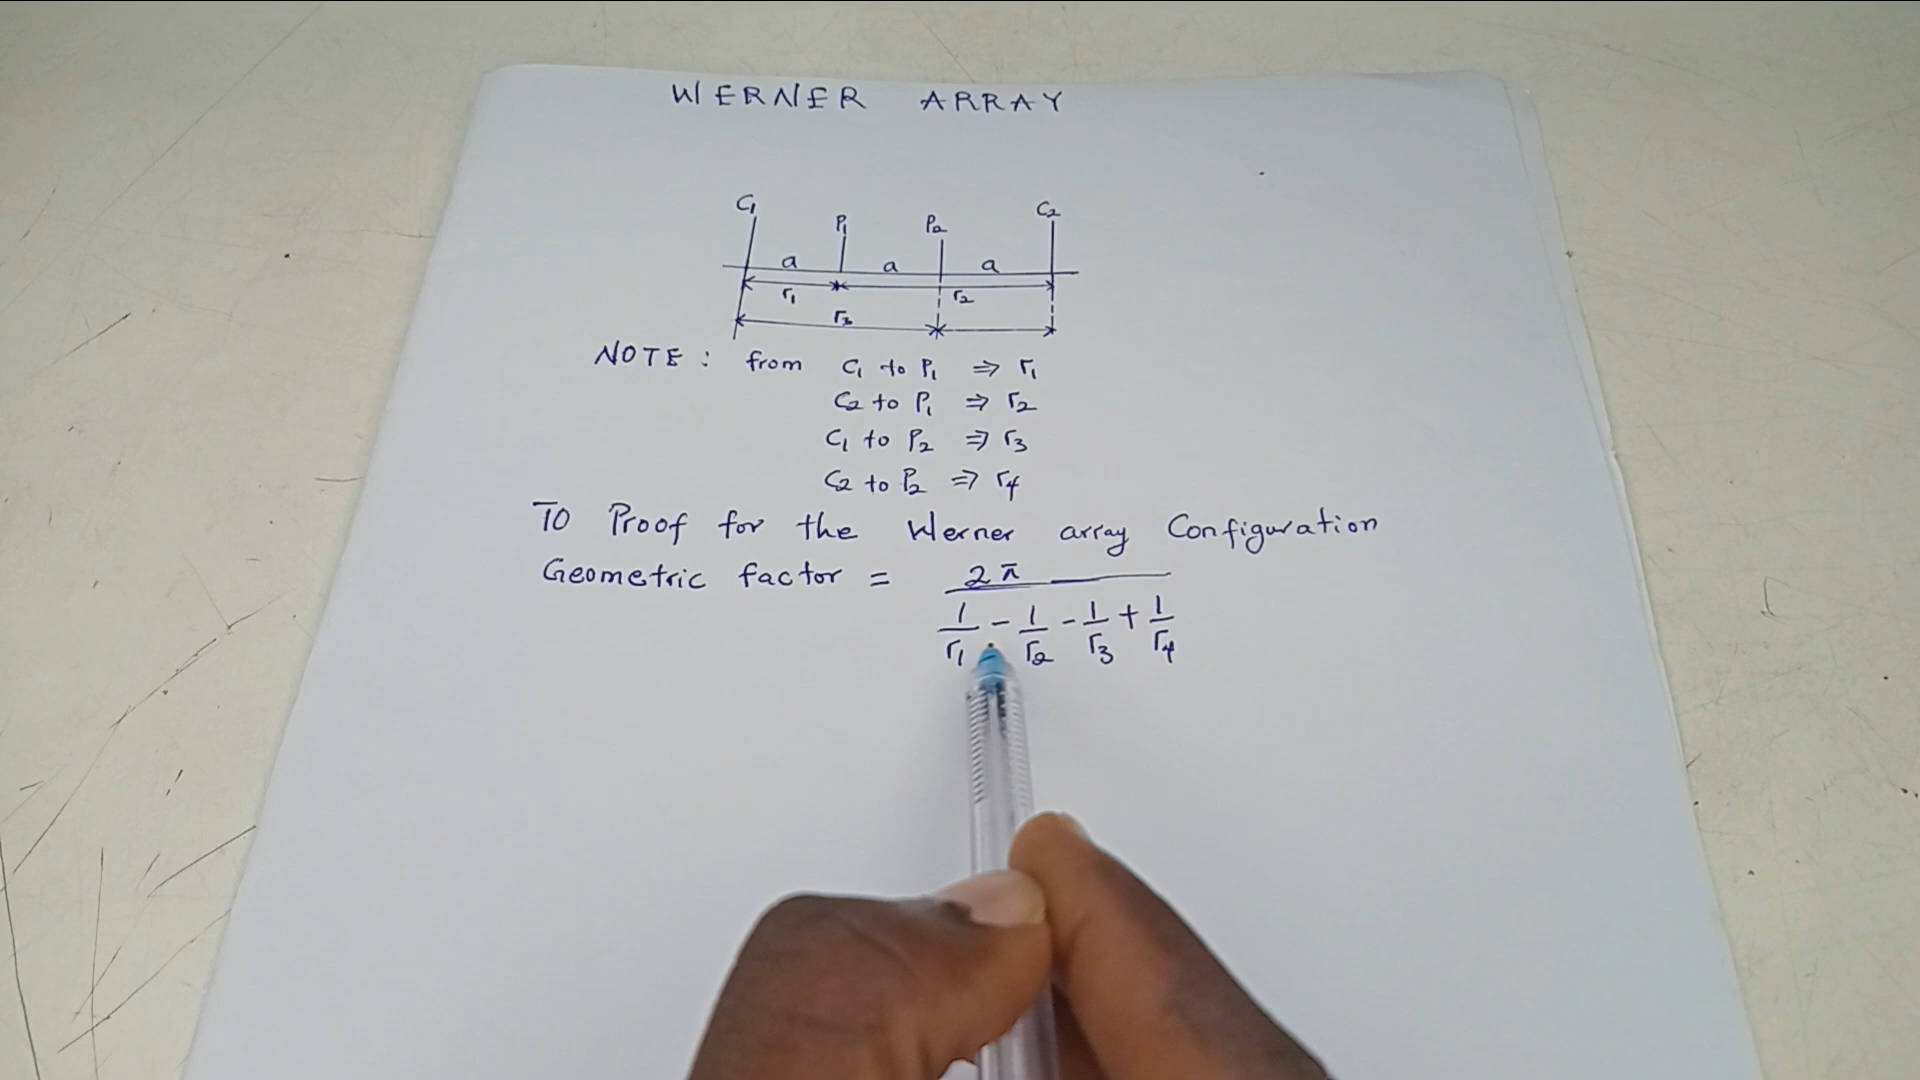 WERNER ARRAY
C₁ P₁ P₂ C₂
a a a
r₁ r₂
r₃
NOTE : from C₁ to P₁ ⇒ r₁
C₂ to P₁ ⇒ r₂
C₁ to P₂ ⇒ r₃
C₂ to P₂ ⇒ r₄
TO Proof for the Werner array Configuration
Geometric factor = 2π
1/r₁ - 1/r₂ - 1/r₃ + 1/r₄